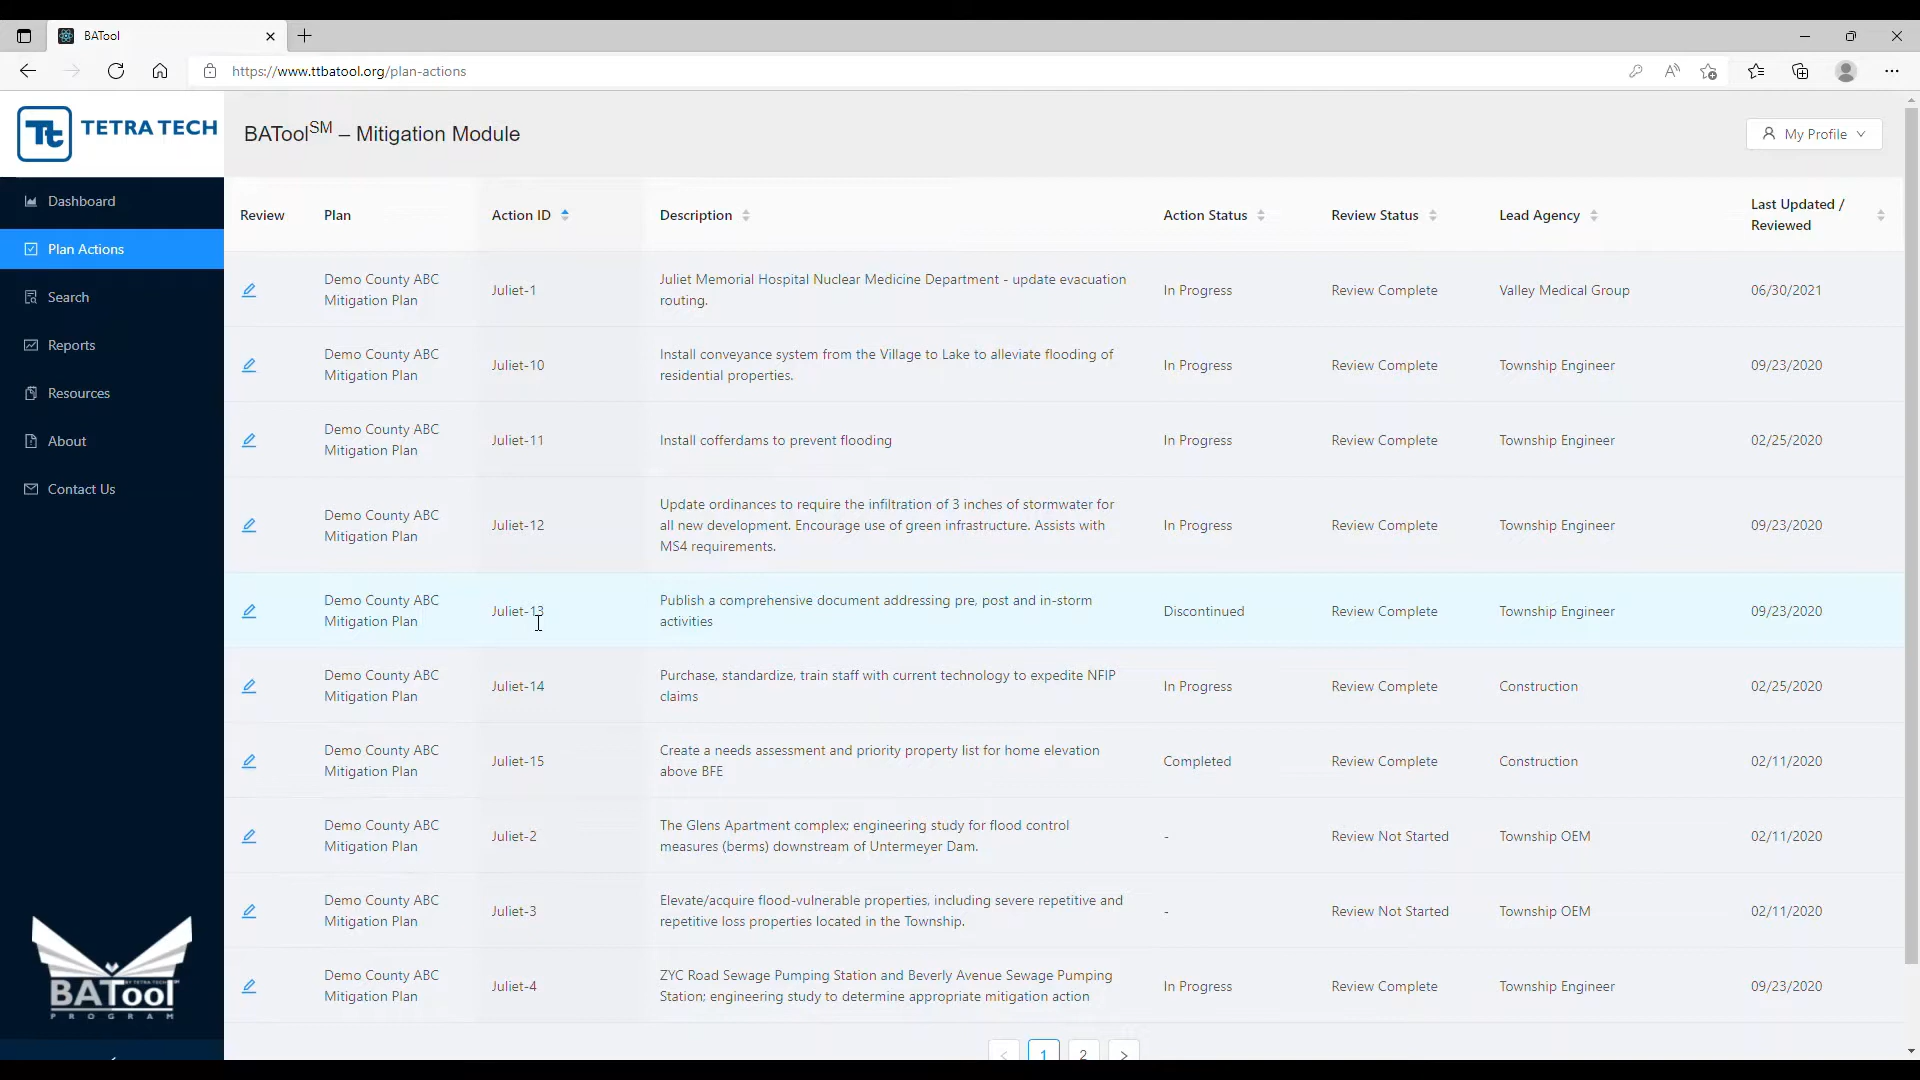 BATool
https://www.ttbatool.org/plan-actions
Tt TETRA TECH
BAToolSM – Mitigation Module
My Profile
Dashboard
Plan Actions
Search
Reports
Resources
About
Contact Us
BY TETRA TECH
BATool
PROGRAM
Review Plan Action ID Description Action Status Review Status Lead Agency Last Updated /
Reviewed
Demo County ABC
Mitigation Plan
Juliet-1
Juliet Memorial Hospital Nuclear Medicine Department - update evacuation
routing.
In Progress
Review Complete
Valley Medical Group
06/30/2021
Demo County ABC
Mitigation Plan
Juliet-10
Install conveyance system from the Village to Lake to alleviate flooding of
residential properties.
In Progress
Review Complete
Township Engineer
09/23/2020
Demo County ABC
Mitigation Plan
Juliet-11
Install cofferdams to prevent flooding
In Progress
Review Complete
Township Engineer
02/25/2020
Demo County ABC
Mitigation Plan
Juliet-12
Update ordinances to require the infiltration of 3 inches of stormwater for
all new development. Encourage use of green infrastructure. Assists with
MS4 requirements.
In Progress
Review Complete
Township Engineer
09/23/2020
Demo County ABC
Mitigation Plan
Juliet-13
Publish a comprehensive document addressing pre, post and in-storm
activities
Discontinued
Review Complete
Township Engineer
09/23/2020
Demo County ABC
Mitigation Plan
Juliet-14
Purchase, standardize, train staff with current technology to expedite NFIP
claims
In Progress
Review Complete
Construction
02/25/2020
Demo County ABC
Mitigation Plan
Juliet-15
Create a needs assessment and priority property list for home elevation
above BFE
Completed
Review Complete
Construction
02/11/2020
Demo County ABC
Mitigation Plan
Juliet-2
The Glens Apartment complex: engineering study for flood control
measures (berms) downstream of Untermeyer Dam.
-
Review Not Started
Township OEM
02/11/2020
Demo County ABC
Mitigation Plan
Juliet-3
Elevate/acquire flood-vulnerable properties, including severe repetitive and
repetitive loss properties located in the Township.
-
Review Not Started
Township OEM
02/11/2020
Demo County ABC
Mitigation Plan
Juliet-4
ZYC Road Sewage Pumping Station and Beverly Avenue Sewage Pumping
Station; engineering study to determine appropriate mitigation action
In Progress
Review Complete
Township Engineer
09/23/2020
< 1 2 >